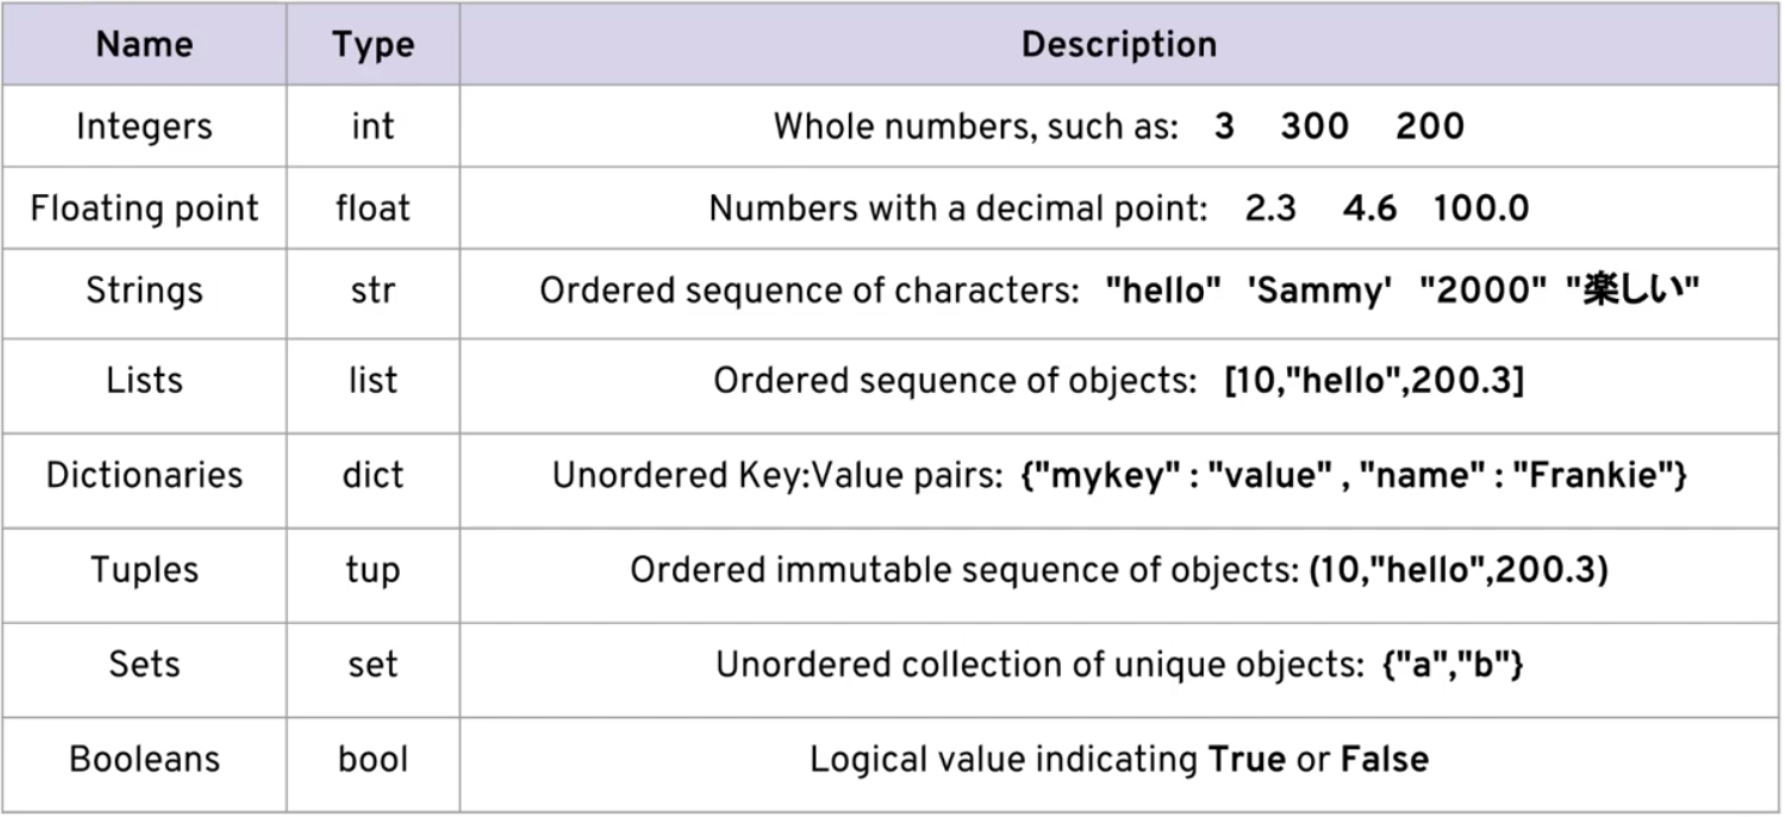 Name Type Description
Integers int Whole numbers, such as: 3 300 200
Floating point float Numbers with a decimal point: 2.3 4.6 100.0
Strings str Ordered sequence of characters: "hello" 'Sammy' "2000" "楽しい"
Lists list Ordered sequence of objects: [10,"hello",200.3]
Dictionaries dict Unordered Key:Value pairs: {"mykey" : "value" , "name" : "Frankie"}
Tuples tup Ordered immutable sequence of objects: (10,"hello",200.3)
Sets set Unordered collection of unique objects: {"a","b"}
Booleans bool Logical value indicating True or False